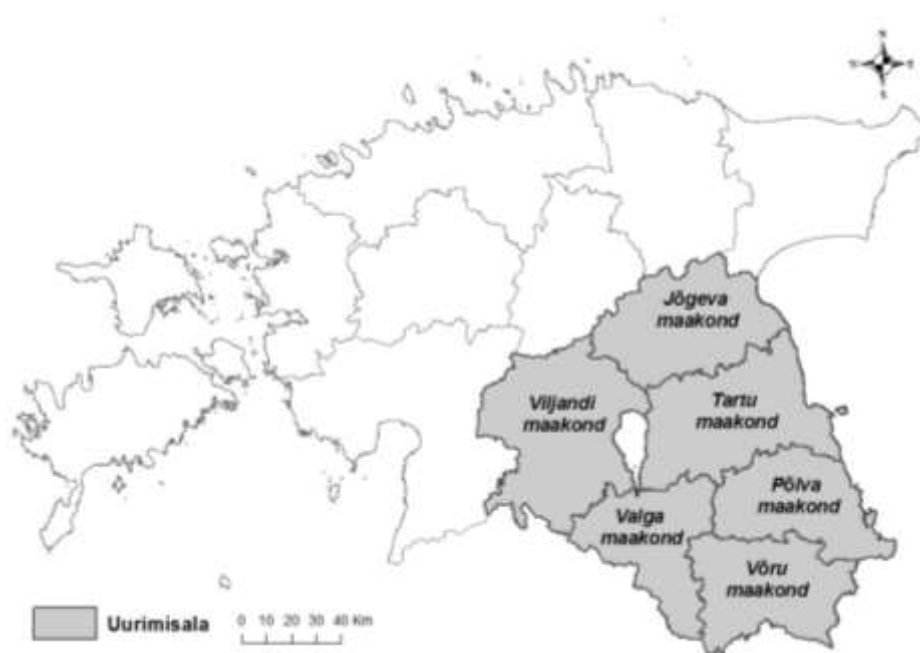 Jõgeva
maakond
Viljandi
maakond
Tartu
maakond
Põlva
maakond
Valga
maakond
Võru
maakond
Uurimisala
0 10 20 30 40 Km